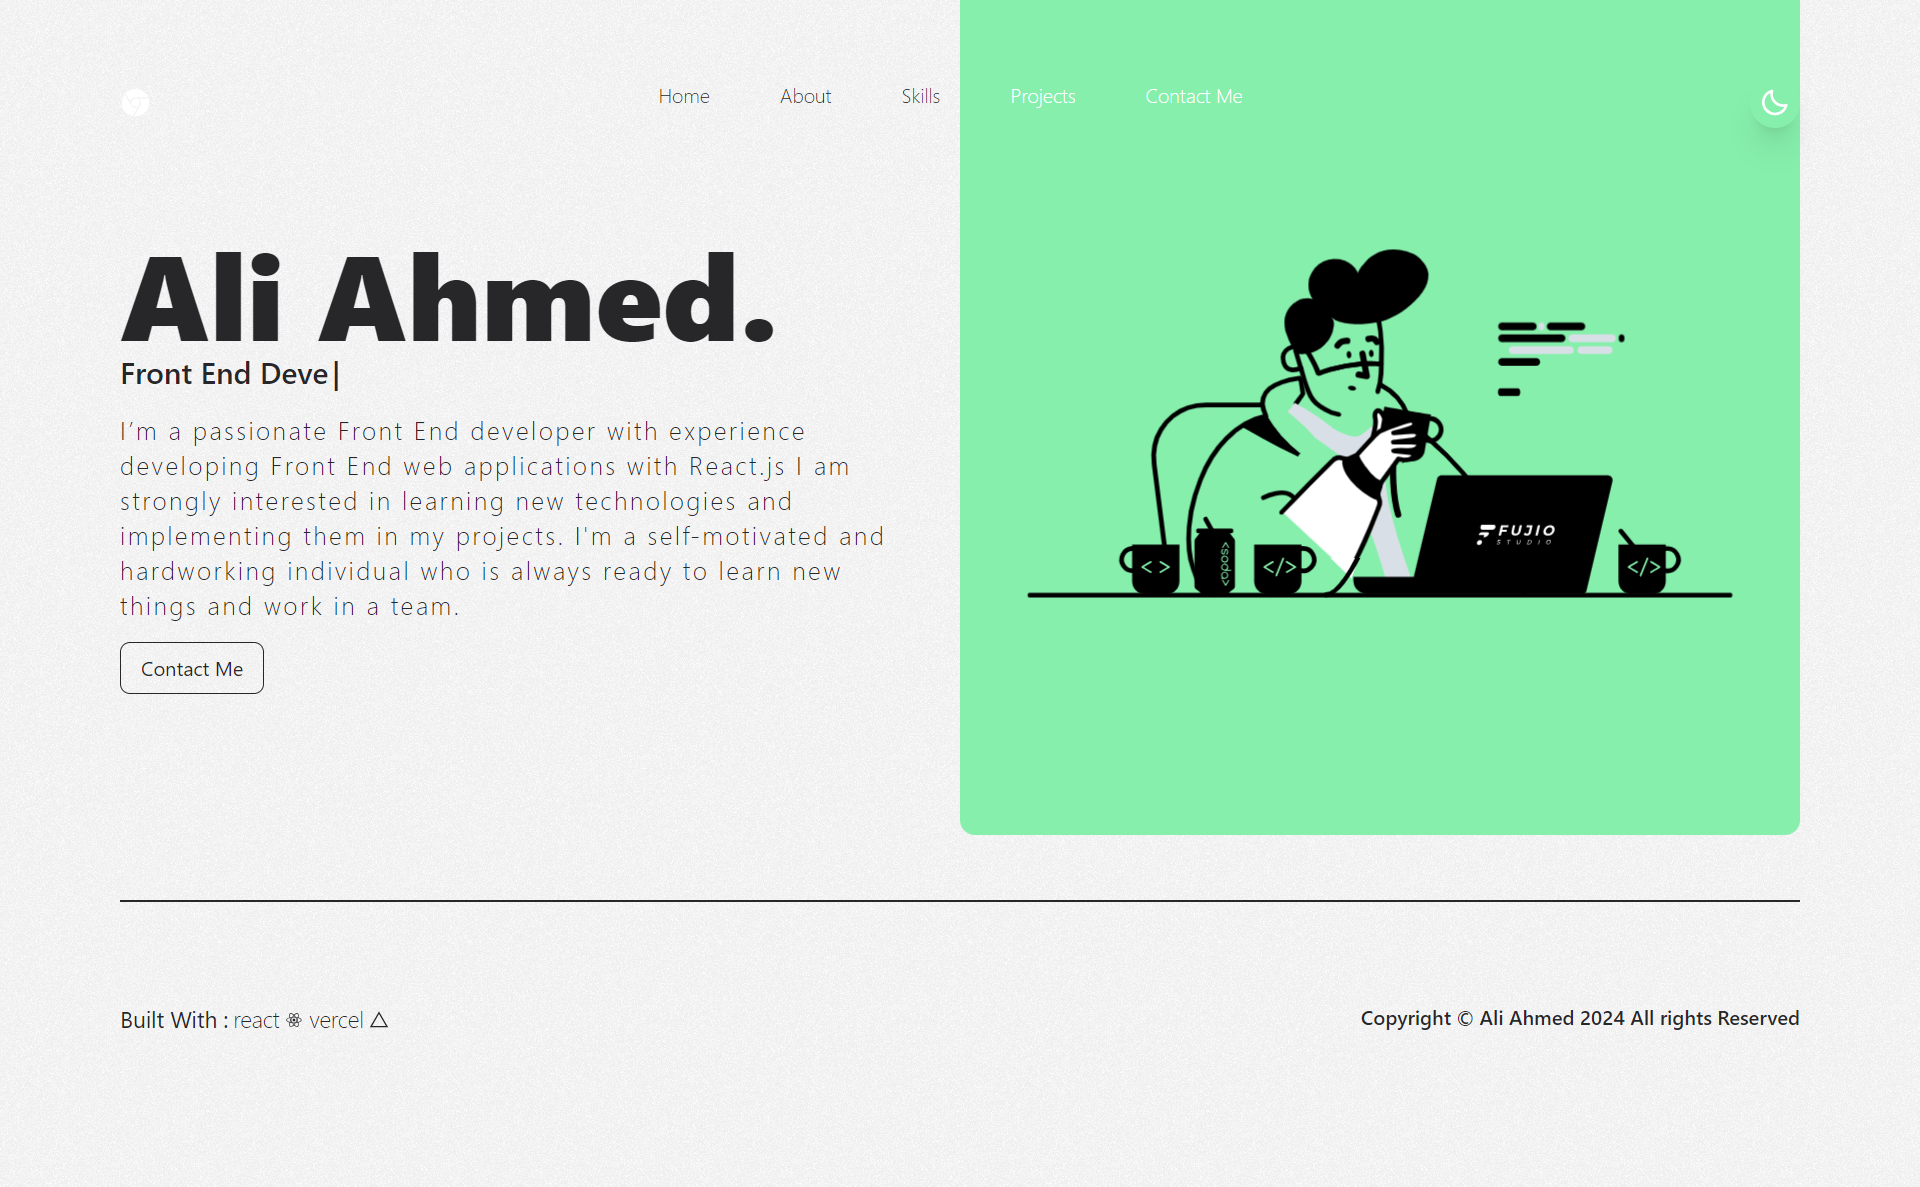 Home About Skills Projects Contact Me
Ali Ahmed.
Front End Deve|
I’m a passionate Front End developer with experience
developing Front End web applications with React.js I am
strongly interested in learning new technologies and
implementing them in my projects. I'm a self-motivated and
hardworking individual who is always ready to learn new
things and work in a team.
Contact Me
FUJIO
STUDIO
< >
<soda>
</>
</>
Built With : react vercel
Copyright © Ali Ahmed 2024 All rights Reserved